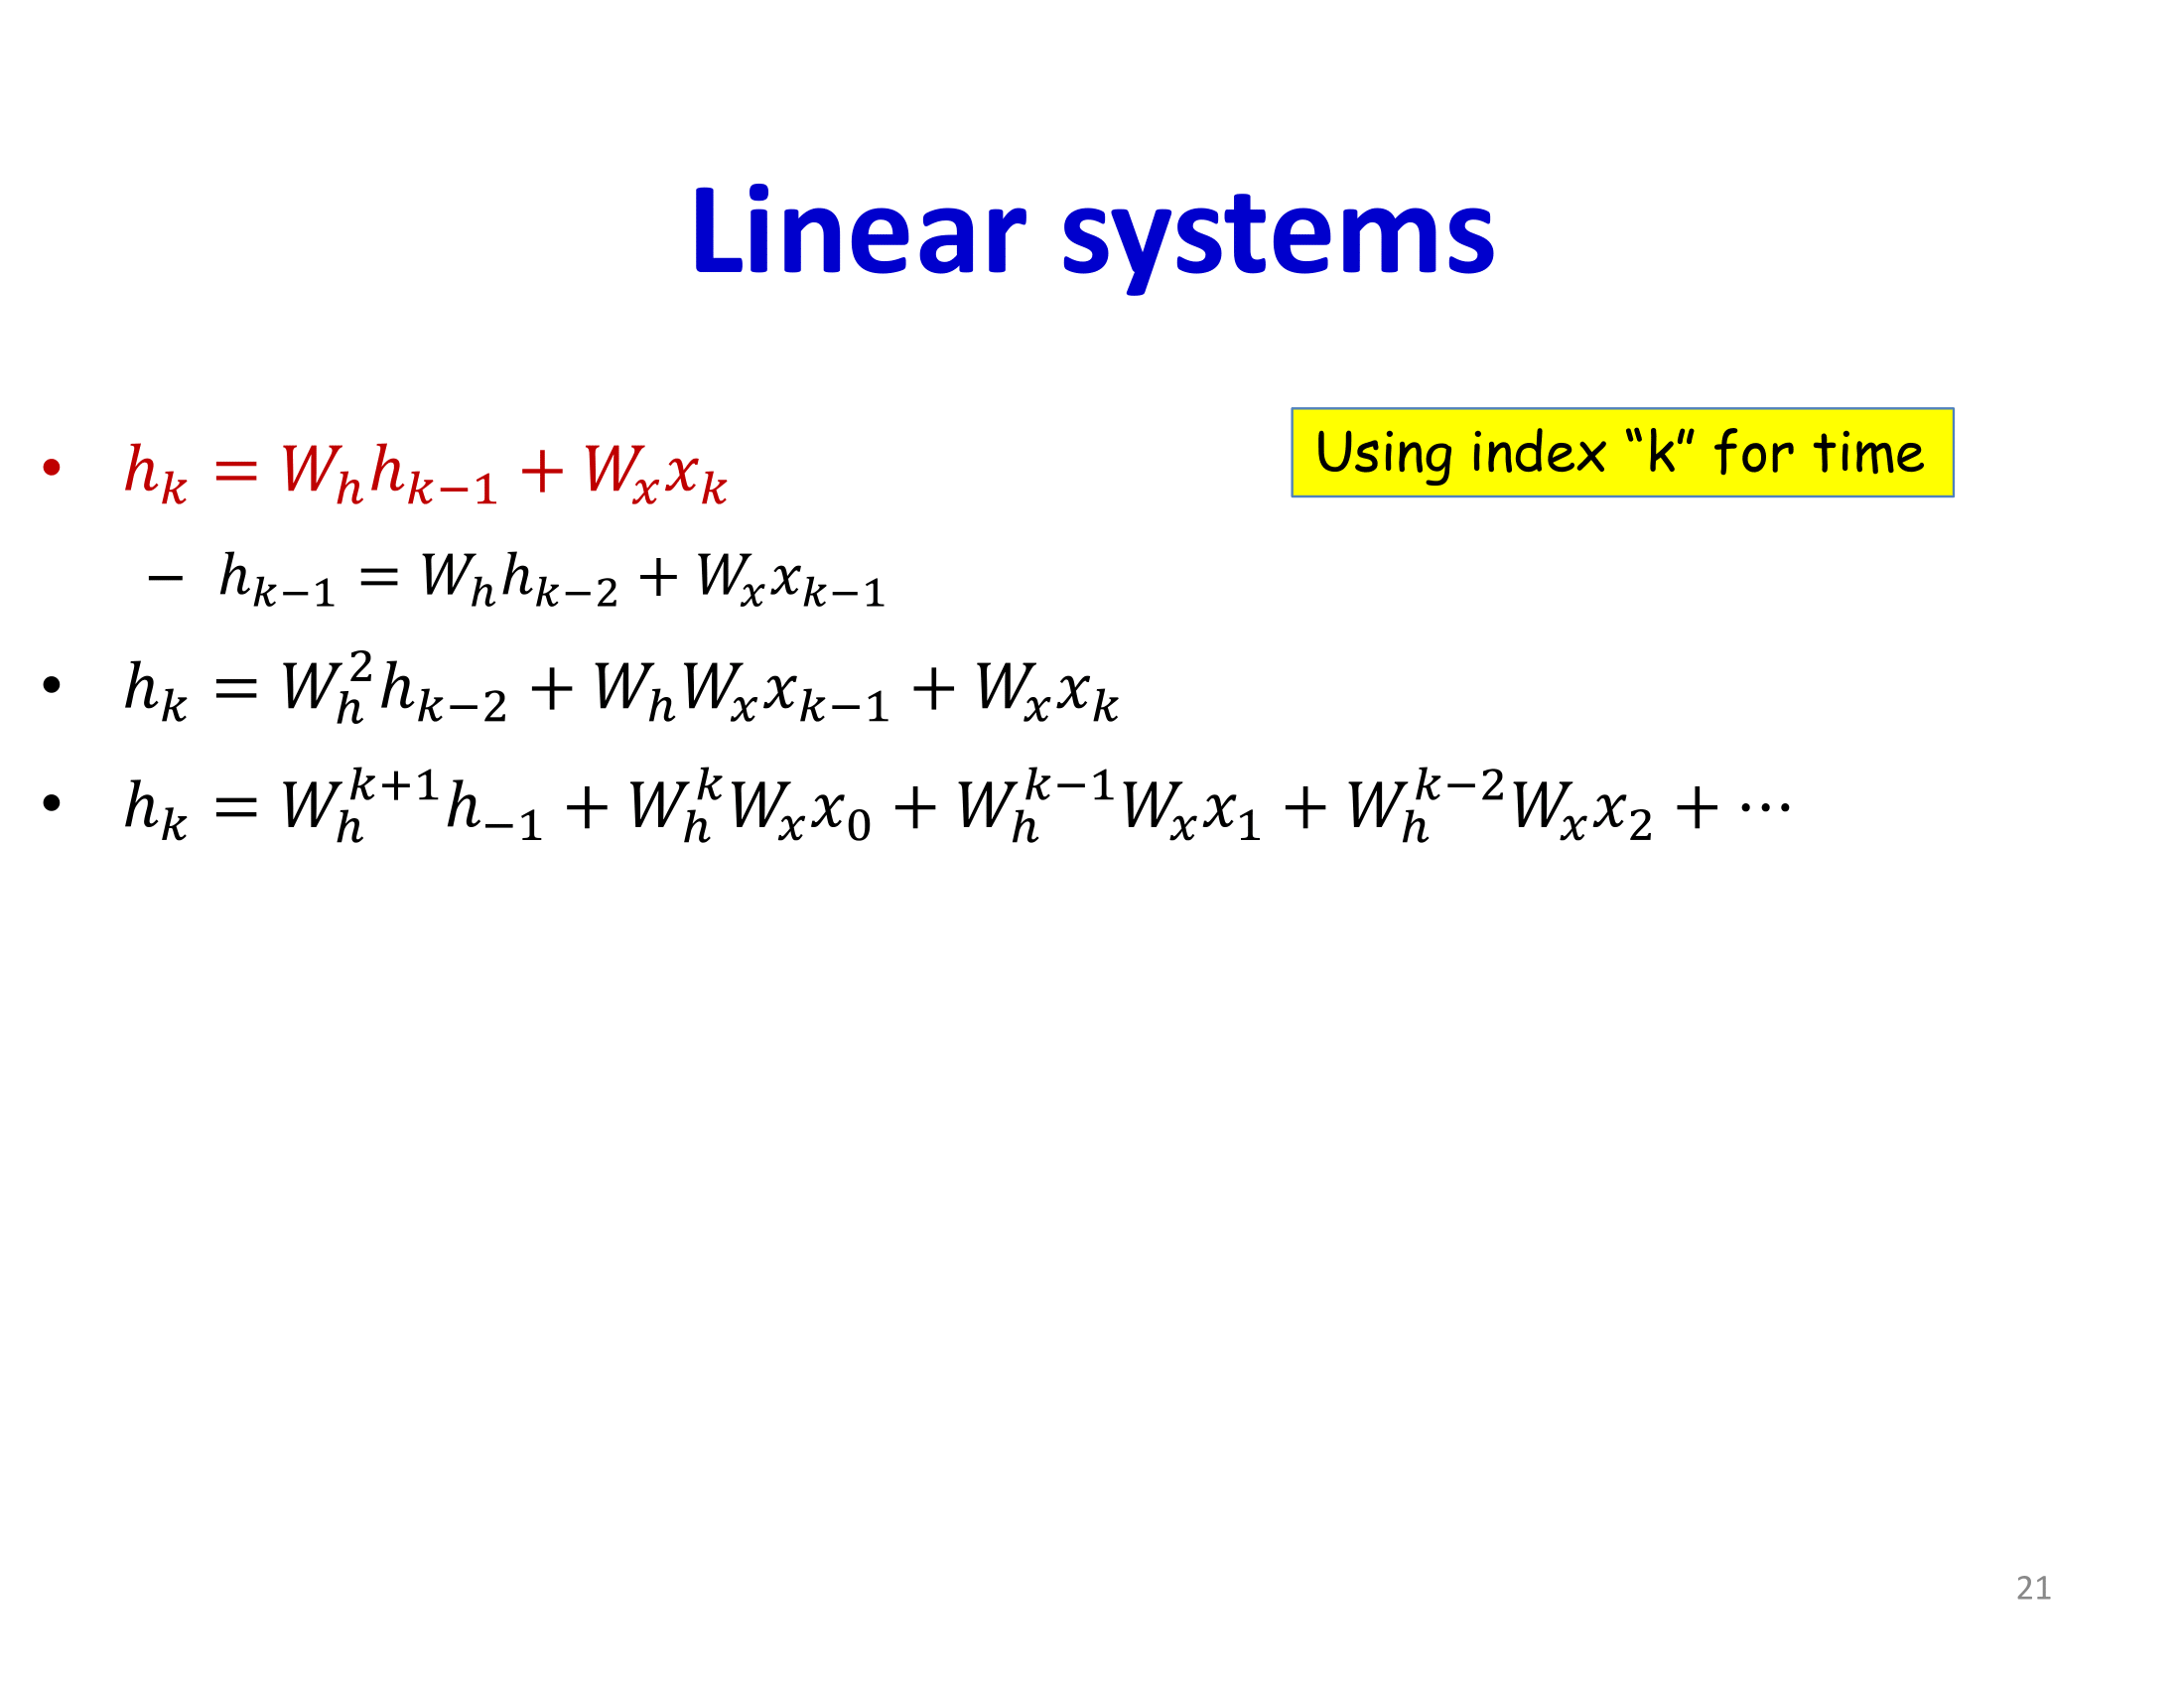 Linear systems
• $h_k = W_h h_{k-1} + W_x x_k$
Using index “k” for time
– $h_{k-1} = W_h h_{k-2} + W_x x_{k-1}$
• $h_k = W_h^2 h_{k-2} + W_h W_x x_{k-1} + W_x x_k$
• $h_k = W_h^{k+1} h_{-1} + W_h^k W_x x_0 + W_h^{k-1} W_x x_1 + W_h^{k-2} W_x x_2 + \cdots$
21